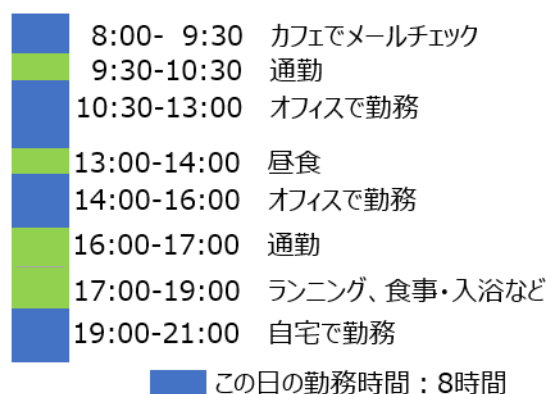 8:00- 9:30 カフェでメールチェック
9:30-10:30 通勤
10:30-13:00 オフィスで勤務
13:00-14:00 昼食
14:00-16:00 オフィスで勤務
16:00-17:00 通勤
17:00-19:00 ランニング、食事・入浴など
19:00-21:00 自宅で勤務
この日の勤務時間：8時間